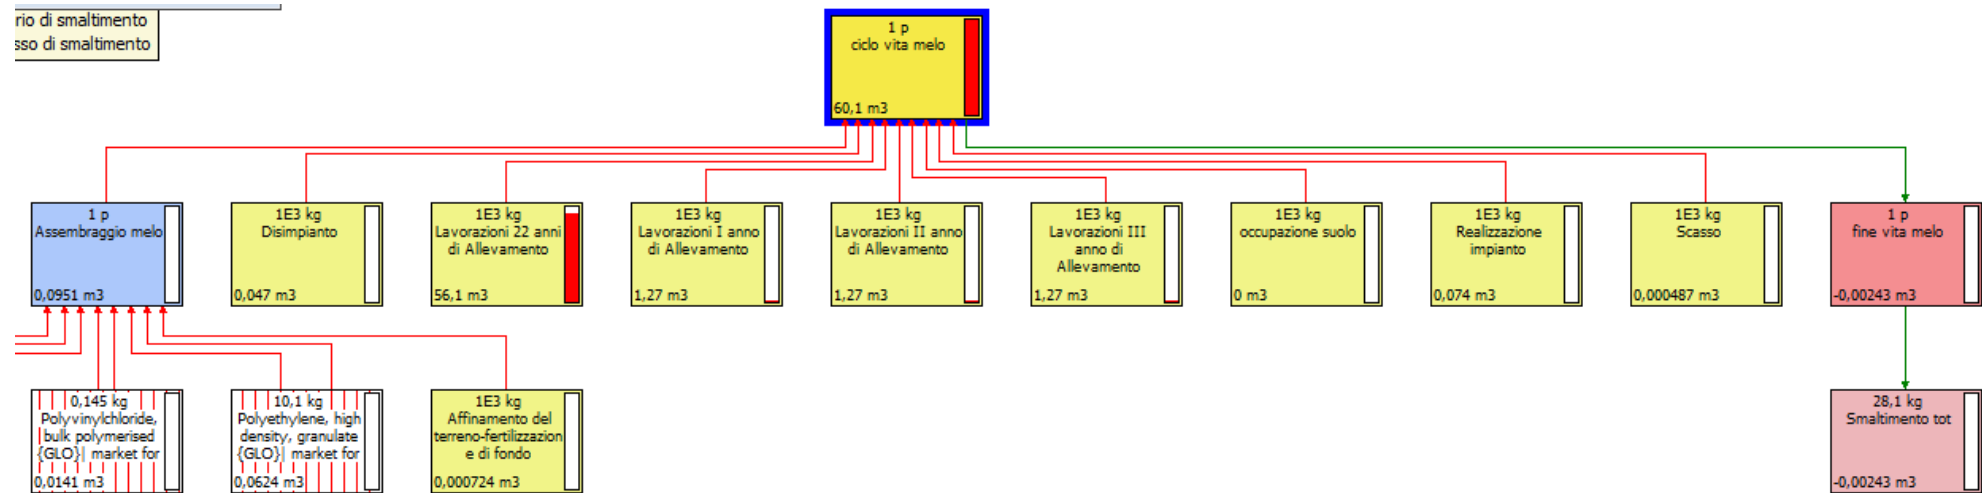 rio di smaltimento
sso di smaltimento
1 p
ciclo vita melo
60,1 m3
1 p
Assembraggio melo
0,0951 m3
1E3 kg
Disimpianto
0,047 m3
1E3 kg
Lavorazioni 22 anni
di Allevamento
56,1 m3
1E3 kg
Lavorazioni I anno
di Allevamento
1,27 m3
1E3 kg
Lavorazioni II anno
di Allevamento
1,27 m3
1E3 kg
Lavorazioni III
anno di
Allevamento
1,27 m3
1E3 kg
occupazione suolo
0 m3
1E3 kg
Realizzazione
impianto
0,074 m3
1E3 kg
Scasso
0,000487 m3
1 p
fine vita melo
-0,00243 m3
0,145 kg
Polyvinylchloride,
bulk polymerised
{GLO}| market for
0,0141 m3
10,1 kg
Polyethylene, high
density, granulate
{GLO}| market for
0,0624 m3
1E3 kg
Affinamento del
terreno-fertilizzazion
e di fondo
0,000724 m3
28,1 kg
Smaltimento tot
-0,00243 m3